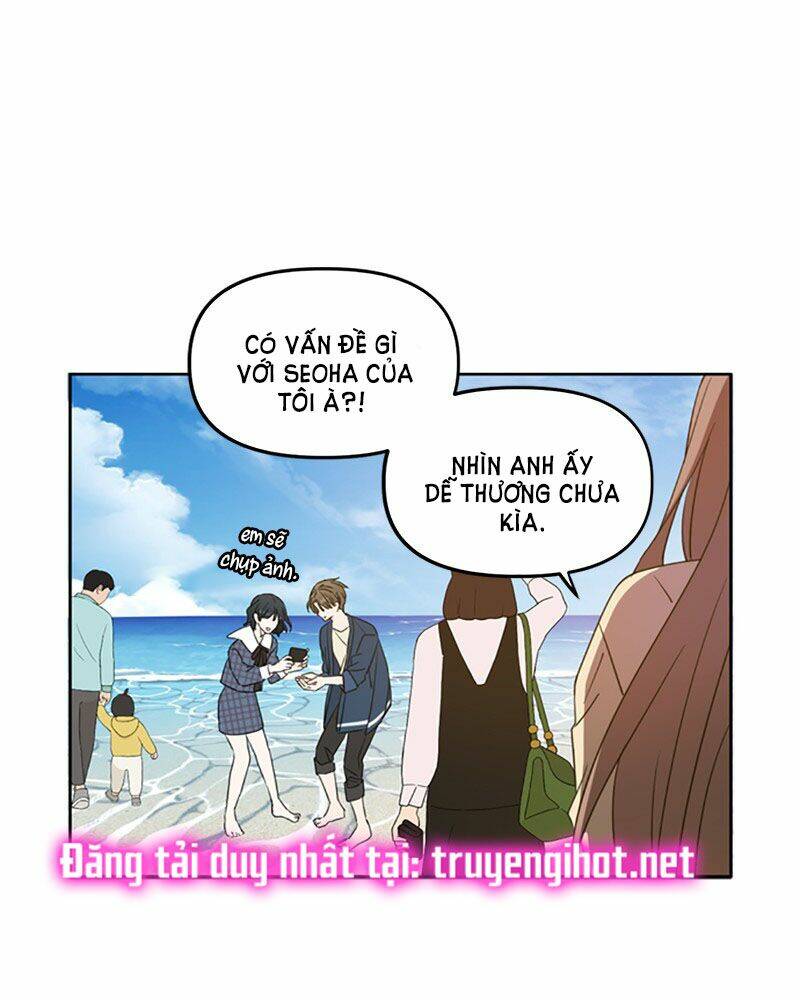 CÓ VẤN ĐỀ GÌ
VỚI SEOHA CỦA
TÔI À?!
NHÌN ANH ẤY
DỄ THƯƠNG CHƯA
KÌA.
em sẽ
chụp ảnh.
Đăng tải duy nhất tại: truyengihot.net